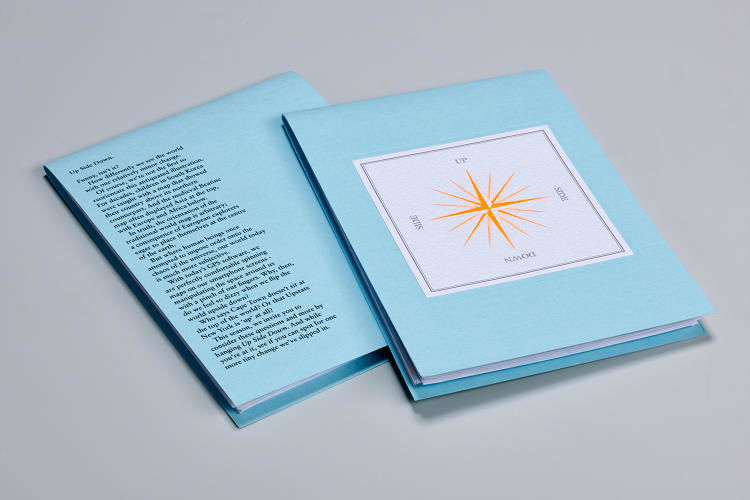 Up Side Down.
Funny, isn't it?
How differently we see the world
with one relatively minor change.
Of course, we're not the first to
reorientate this animated illustration.
For decades, children in South Korea
were taught with a map that showed
their country above its northern
counterpart. And the medieval Beatine
map often displayed Asia at the top,
with Europe and Africa below.
In truth, the orientation of the
traditional world map is arbitrary;
a consequence of European explorers
eager to place themselves at the centre
of the earth.
But where human beings once
attempted to impose order onto the
chaos of the universe, our world today
is much more subjective.
With today's GPS software, we
are perfectly comfortable spinning
maps on our smartphone screens -
manipulating the space around us
with a pinch of our fingers. Why, then,
do we feel so dizzy when we flip the
world upside down?
Who says Cape Town doesn't sit at
the top of the world? Or that Upstate
New York is 'up' at all?
This season, we invite you to
consider these questions and more by
hanging Up Side Down. And while
you're at it, see if you can spot for one
more tiny change we've slipped in.
UP
SIDE
SIDE
DOWN